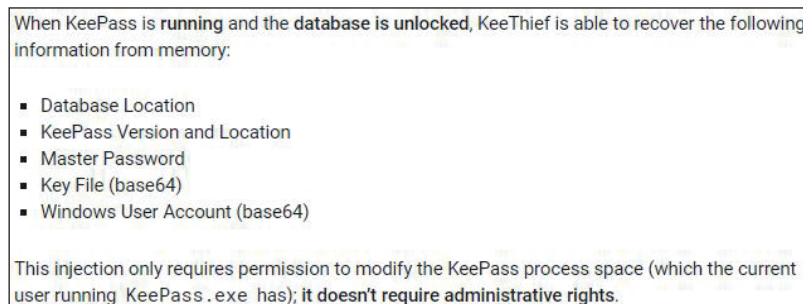 When KeePass is running and the database is unlocked, KeeThief is able to recover the following
information from memory:
▪ Database Location
▪ KeePass Version and Location
▪ Master Password
▪ Key File (base64)
▪ Windows User Account (base64)
This injection only requires permission to modify the KeePass process space (which the current
user running KeePass.exe has); it doesn't require administrative rights.